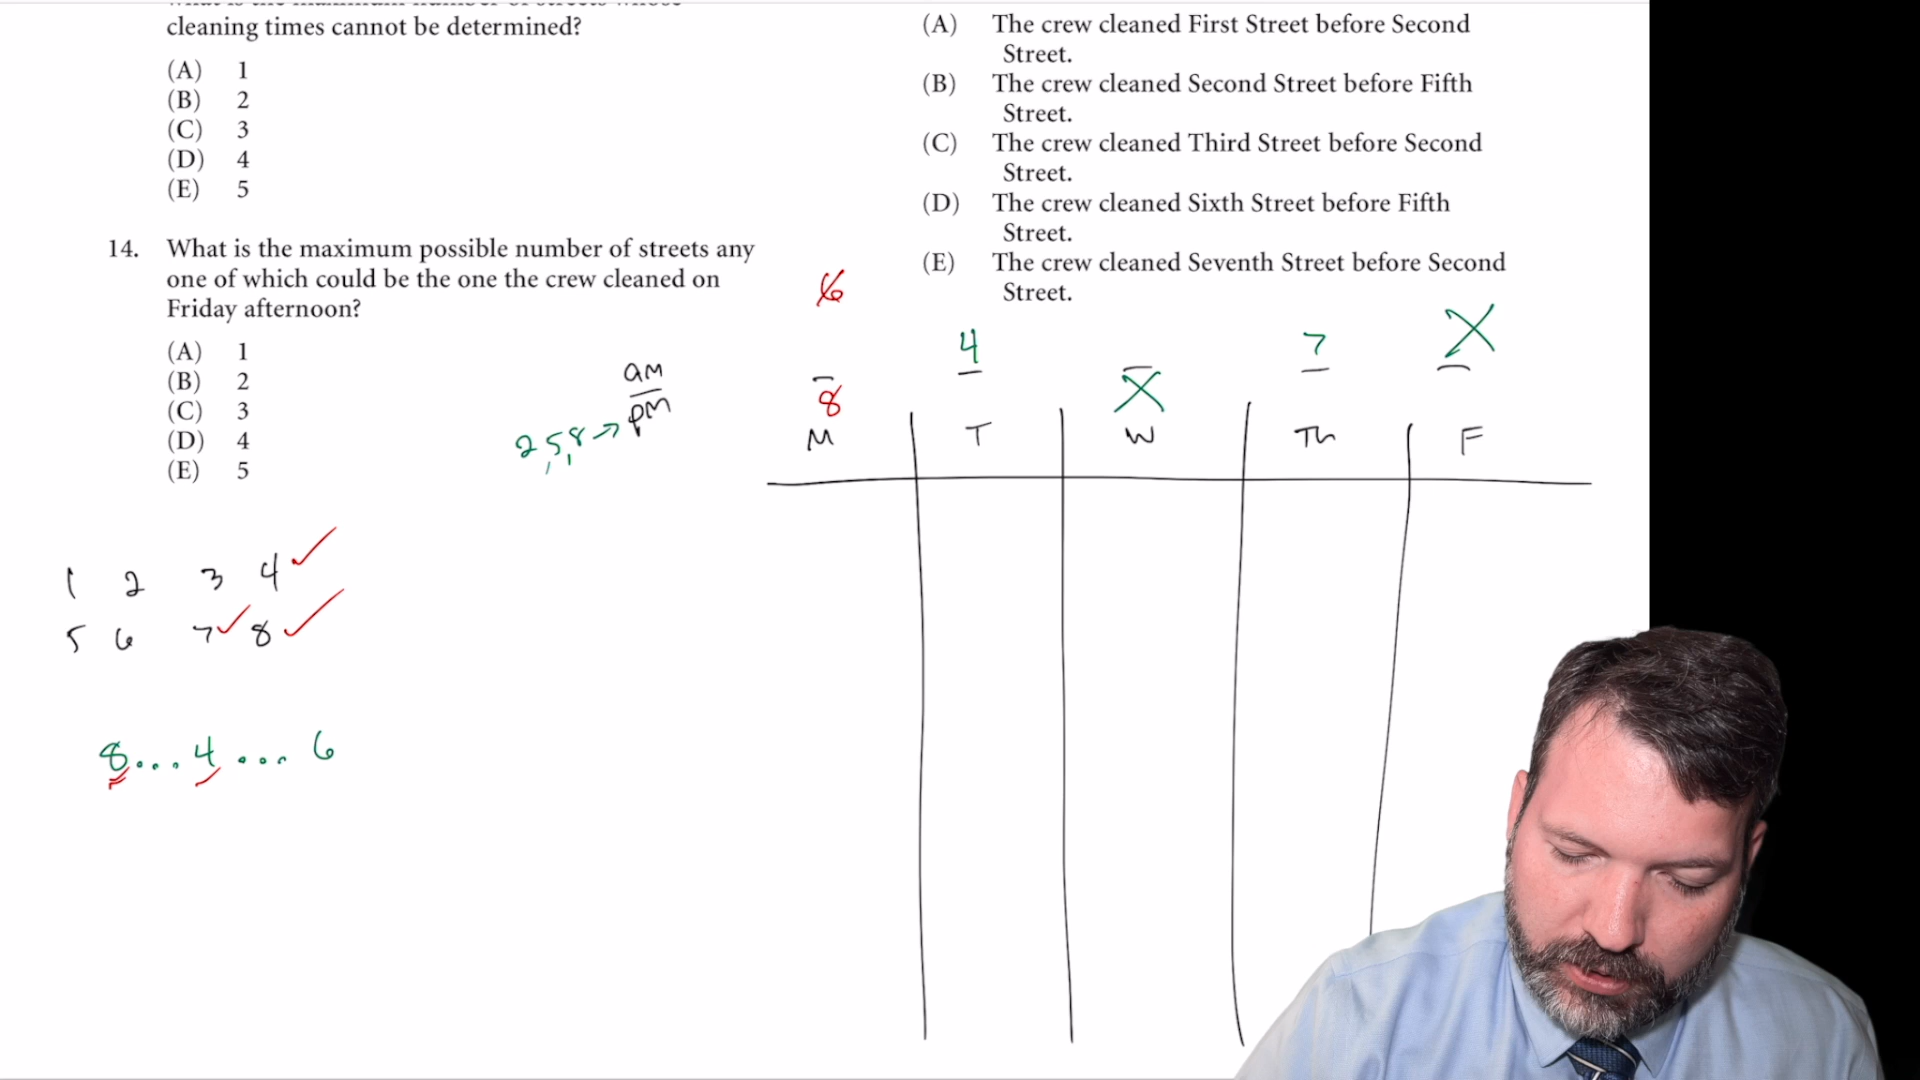 cleaning times cannot be determined?
(A) 1
(B) 2
(C) 3
(D) 4
(E) 5
14. What is the maximum possible number of streets any
one of which could be the one the crew cleaned on
Friday afternoon?
(A) 1
(B) 2
(C) 3
(D) 4
(E) 5
(A) The crew cleaned First Street before Second
Street.
(B) The crew cleaned Second Street before Fifth
Street.
(C) The crew cleaned Third Street before Second
Street.
(D) The crew cleaned Sixth Street before Fifth
Street.
(E) The crew cleaned Seventh Street before Second
Street.
6
4 7 X
am
pm
2,5,8→
8 X
M T W Th F
1 2 3 4 ✓
5 6 7 ✓ 8 ✓
8... 4 ... 6